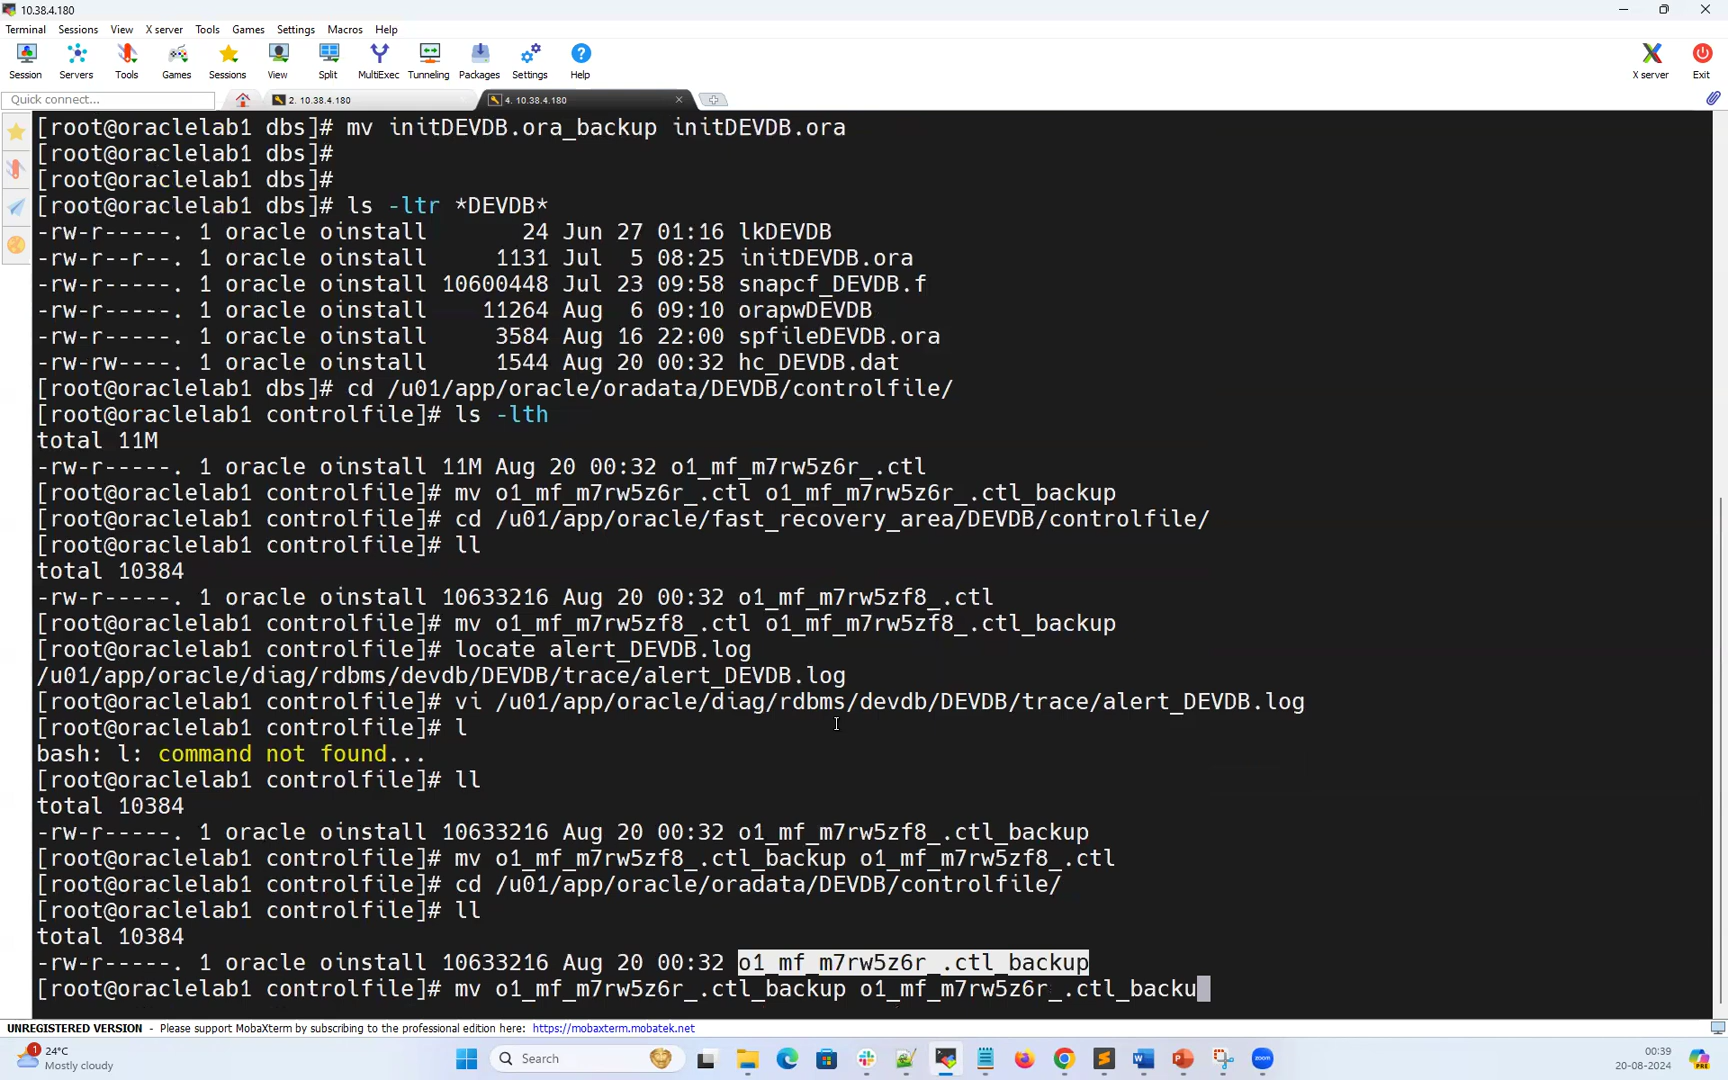 10.38.4.180
Terminal Sessions View X server Tools Games Settings Macros Help
Session Servers Tools Games Sessions View Split MultiExec Tunneling Packages Settings Help X server Exit
Quick connect... 2. 10.38.4.180 4. 10.38.4.180
[root@oraclelab1 dbs]# mv initDEVDB.ora_backup initDEVDB.ora
[root@oraclelab1 dbs]#
[root@oraclelab1 dbs]#
[root@oraclelab1 dbs]# ls -ltr *DEVDB*
-rw-r-----. 1 oracle oinstall 24 Jun 27 01:16 lkDEVDB
-rw-r--r--. 1 oracle oinstall 1131 Jul 5 08:25 initDEVDB.ora
-rw-r-----. 1 oracle oinstall 10600448 Jul 23 09:58 snapcf_DEVDB.f
-rw-r-----. 1 oracle oinstall 11264 Aug 6 09:10 orapwDEVDB
-rw-r-----. 1 oracle oinstall 3584 Aug 16 22:00 spfileDEVDB.ora
-rw-rw----. 1 oracle oinstall 1544 Aug 20 00:32 hc_DEVDB.dat
[root@oraclelab1 dbs]# cd /u01/app/oracle/oradata/DEVDB/controlfile/
[root@oraclelab1 controlfile]# ls -lth
total 11M
-rw-r-----. 1 oracle oinstall 11M Aug 20 00:32 o1_mf_m7rw5z6r_.ctl
[root@oraclelab1 controlfile]# mv o1_mf_m7rw5z6r_.ctl o1_mf_m7rw5z6r_.ctl_backup
[root@oraclelab1 controlfile]# cd /u01/app/oracle/fast_recovery_area/DEVDB/controlfile/
[root@oraclelab1 controlfile]# ll
total 10384
-rw-r-----. 1 oracle oinstall 10633216 Aug 20 00:32 o1_mf_m7rw5zf8_.ctl
[root@oraclelab1 controlfile]# mv o1_mf_m7rw5zf8_.ctl o1_mf_m7rw5zf8_.ctl_backup
[root@oraclelab1 controlfile]# locate alert_DEVDB.log
/u01/app/oracle/diag/rdbms/devdb/DEVDB/trace/alert_DEVDB.log
[root@oraclelab1 controlfile]# vi /u01/app/oracle/diag/rdbms/devdb/DEVDB/trace/alert_DEVDB.log
[root@oraclelab1 controlfile]# l
bash: l: command not found...
[root@oraclelab1 controlfile]# ll
total 10384
-rw-r-----. 1 oracle oinstall 10633216 Aug 20 00:32 o1_mf_m7rw5zf8_.ctl_backup
[root@oraclelab1 controlfile]# mv o1_mf_m7rw5zf8_.ctl_backup o1_mf_m7rw5zf8_.ctl
[root@oraclelab1 controlfile]# cd /u01/app/oracle/oradata/DEVDB/controlfile/
[root@oraclelab1 controlfile]# ll
total 10384
-rw-r-----. 1 oracle oinstall 10633216 Aug 20 00:32 o1_mf_m7rw5z6r_.ctl_backup
[root@oraclelab1 controlfile]# mv o1_mf_m7rw5z6r_.ctl_backup o1_mf_m7rw5z6r_.ctl_backu
UNREGISTERED VERSION - Please support MobaXterm by subscribing to the professional edition here: https://mobaxterm.mobatek.net
1 24°C
Mostly cloudy
Search
PRE
00:39
20-08-2024